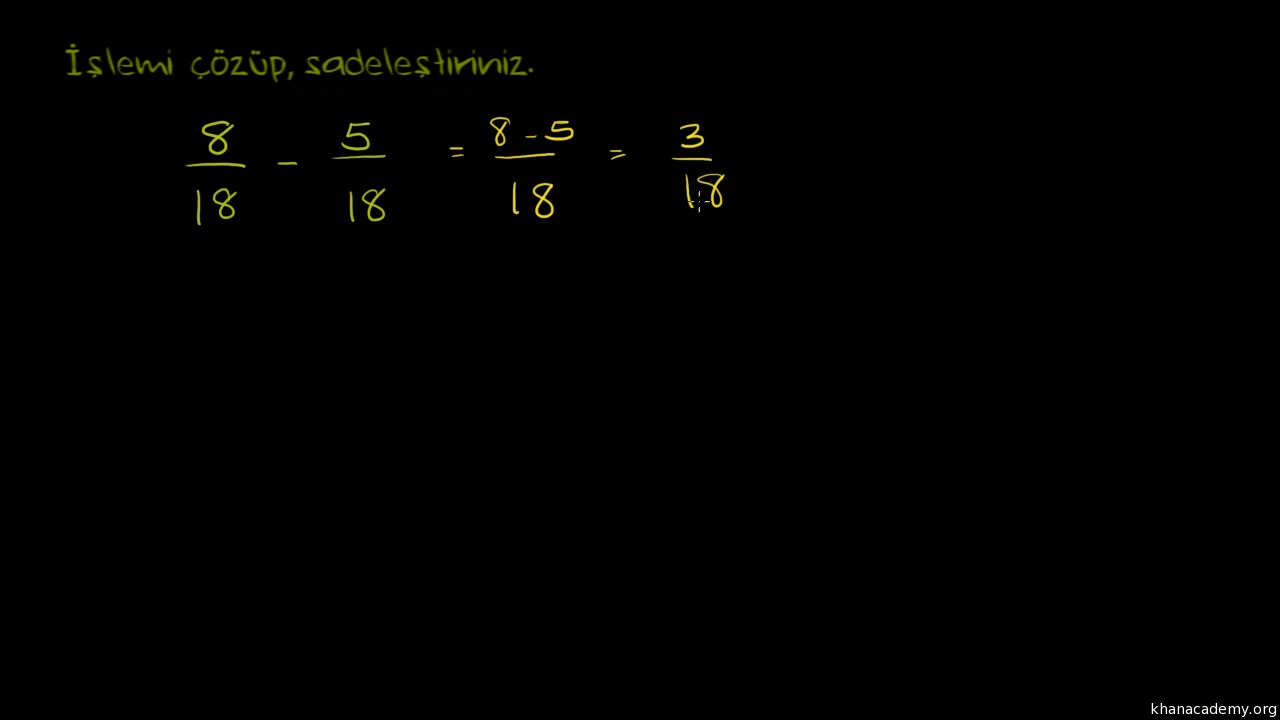 İşlemi çözüp, sadeleştiriniz.
8/18 - 5/18 = 8 - 5/18 = 3/18
khanacademy.org